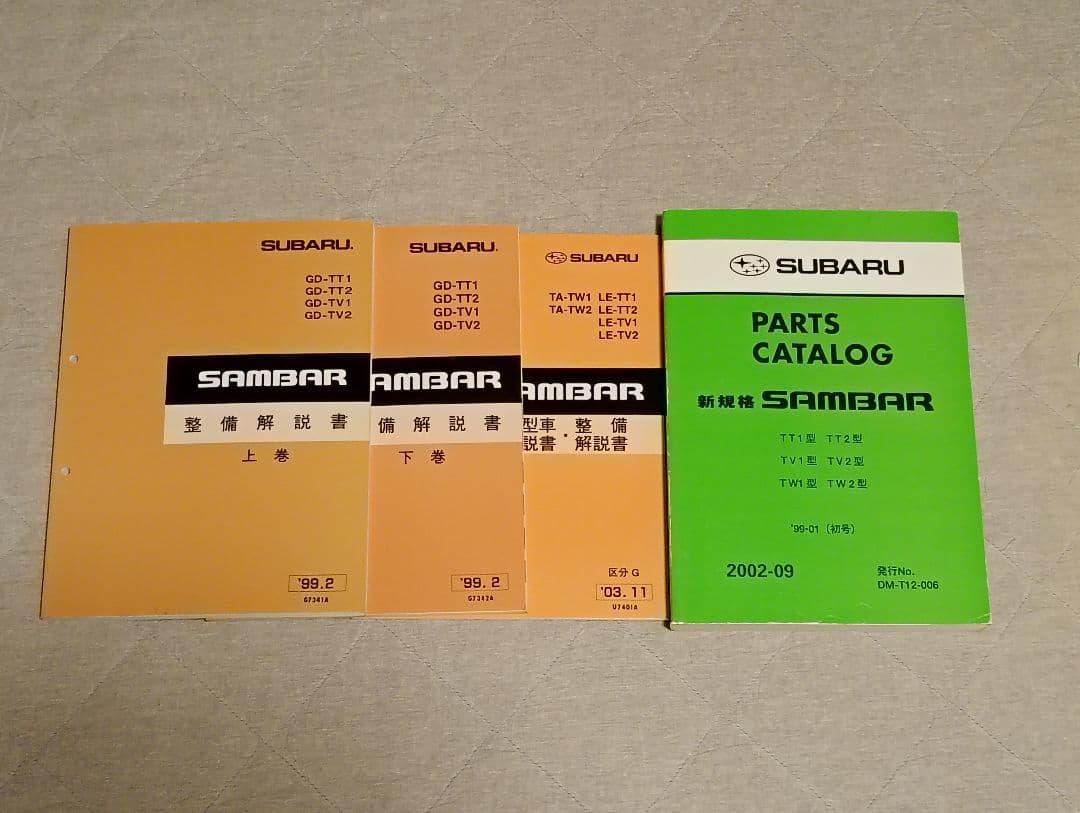 SUBARU.
GD-TT1
GD-TT2
GD-TV1
GD-TV2
SAMBAR
整備解説書
上巻
'99.2
G7341A
SUBARU.
GD-TT1
GD-TT2
GD-TV1
GD-TV2
AMBAR
備解説書
下巻
'99.2
G7342A
SUBARU
TA-TW1 LE-TT1
TA-TW2 LE-TT2
LE-TV1
LE-TV2
AMBAR
型車・整備
説書 解説書
区分G
'03.11
U7401A
SUBARU
PARTS
CATALOG
新規格 SAMBAR
TT1型 TT2型
TV1型 TV2型
TW1型 TW2型
'99-01 (初号)
2002-09
発行No.
DM-T12-006